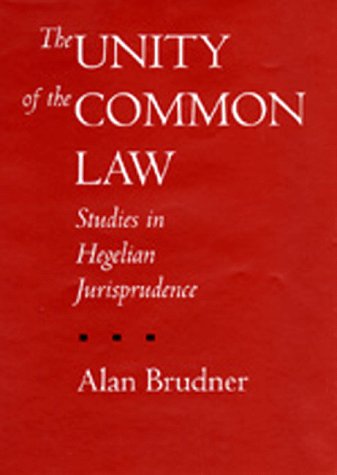 The UNITY
of the COMMON
LAW
Studies in
Hegelian
Jurisprudence
Alan Brudner